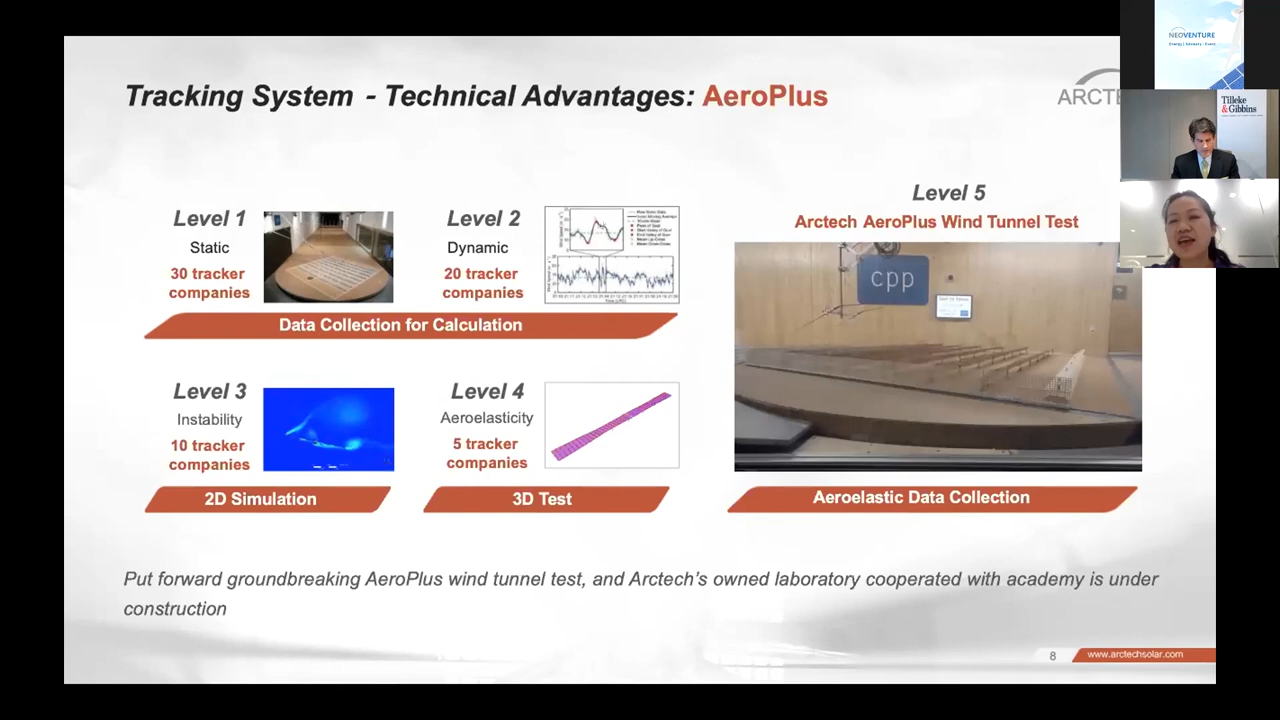 Tracking System - Technical Advantages: AeroPlus
ARCTE
NEOVENTURE
Energy | Advisory | Event
Tilleke
& Gibbins
Level 1
Static
30 tracker
companies
Level 2
Dynamic
20 tracker
companies
Data Collection for Calculation
Level 3
Instability
10 tracker
companies
2D Simulation
Level 4
Aeroelasticity
5 tracker
companies
3D Test
Level 5
Arctech AeroPlus Wind Tunnel Test
cpp
Aeroelastic Data Collection
Put forward groundbreaking AeroPlus wind tunnel test, and Arctech's owned laboratory cooperated with academy is under
construction
8
www.arctechsolar.com